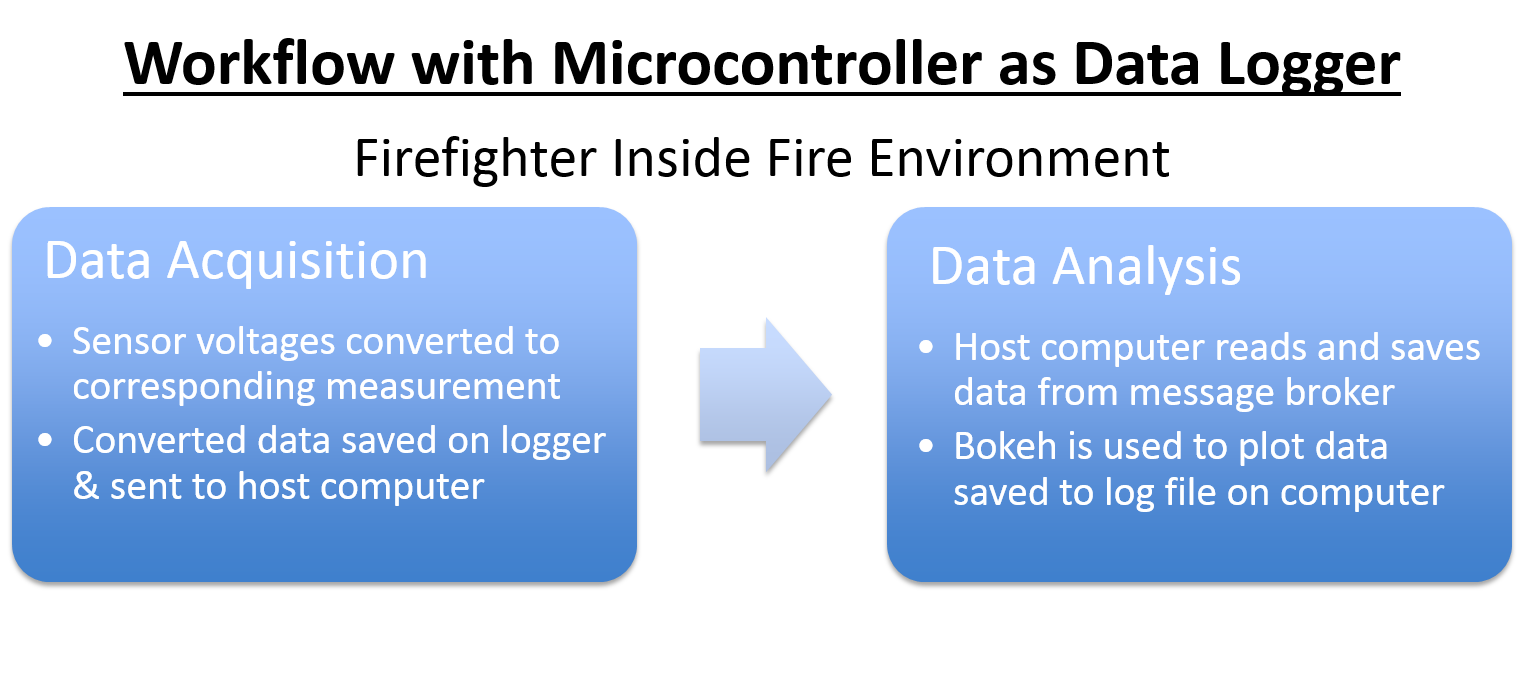 Workflow with Microcontroller as Data Logger
Firefighter Inside Fire Environment
Data Acquisition
• Sensor voltages converted to
corresponding measurement
• Converted data saved on logger
& sent to host computer
Data Analysis
• Host computer reads and saves
data from message broker
• Bokeh is used to plot data
saved to log file on computer